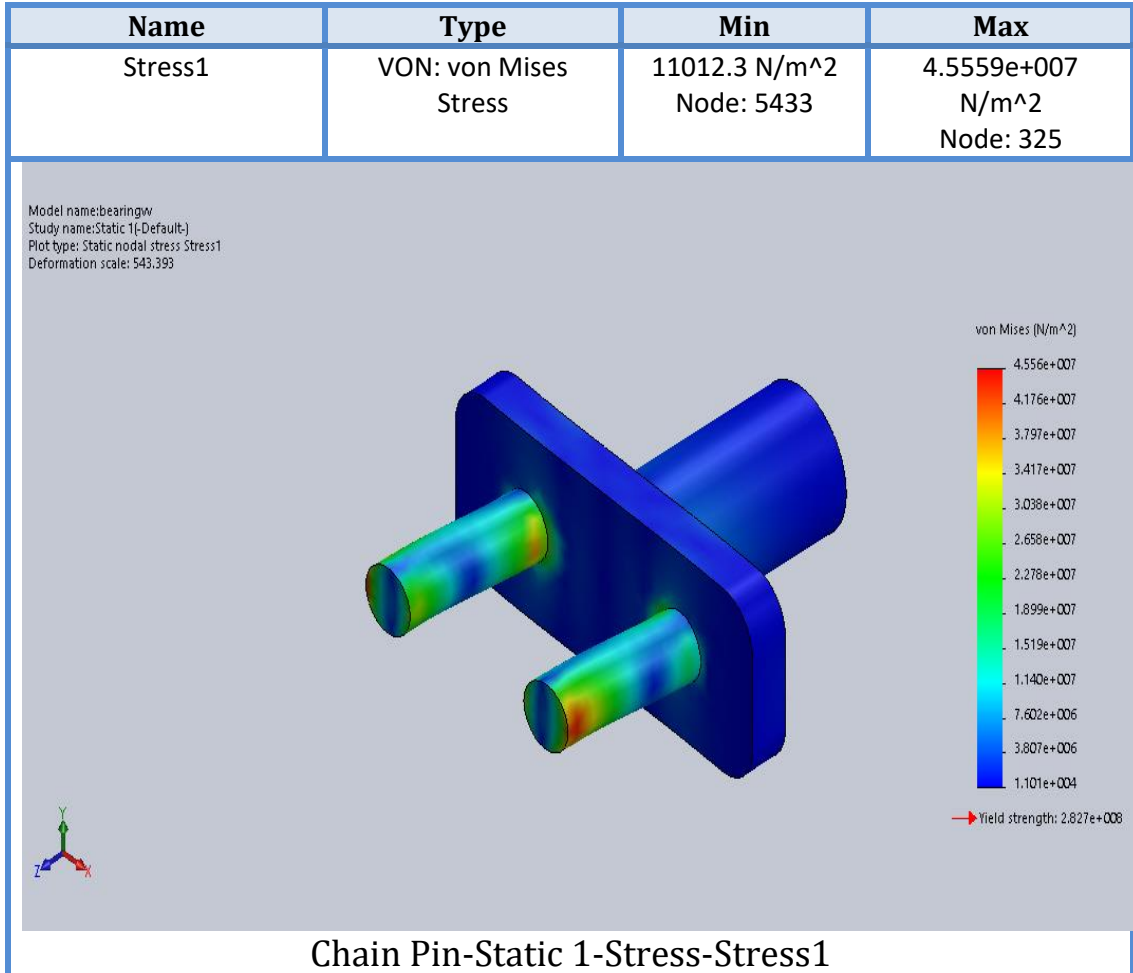 Name Type Min Max
Stress1 VON: von Mises 11012.3 N/m^2 4.5559e+007
Stress Node: 5433 N/m^2
Node: 325
Model name:bearingvv
Study name:Static 1(-Default-)
Plot type: Static nodal stress Stress1
Deformation scale: 543.393
von Mises (N/m^2)
4.556e+007
4.176e+007
3.797e+007
3.417e+007
3.038e+007
2.658e+007
2.278e+007
1.899e+007
1.519e+007
1.140e+007
7.602e+006
3.807e+006
1.101e+004
Yield strength: 2.827e+008
Y
Z
X
Chain Pin-Static 1-Stress-Stress1